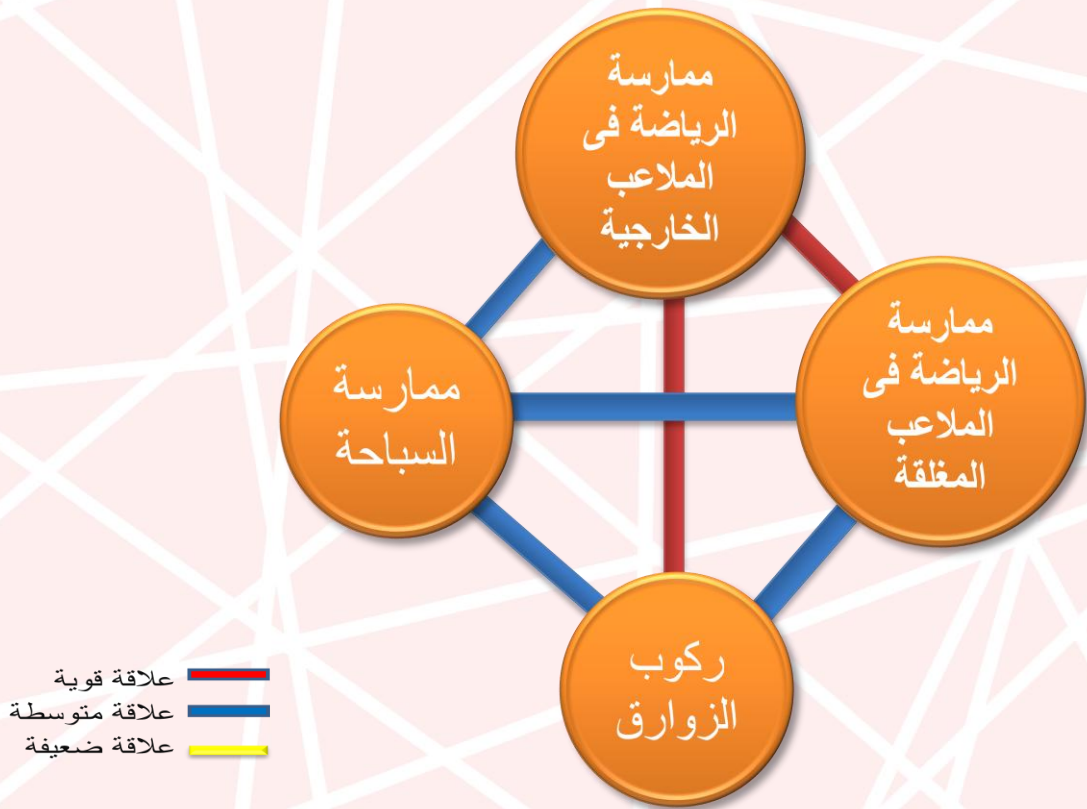 ممارسة
الرياضة فى
الملاعب
الخارجية
ممارسة
الرياضة فى
الملاعب
المغلقة
ممارسة
السباحة
ركوب
الزوارق
علاقة قوية
علاقة متوسطة
علاقة ضعيفة